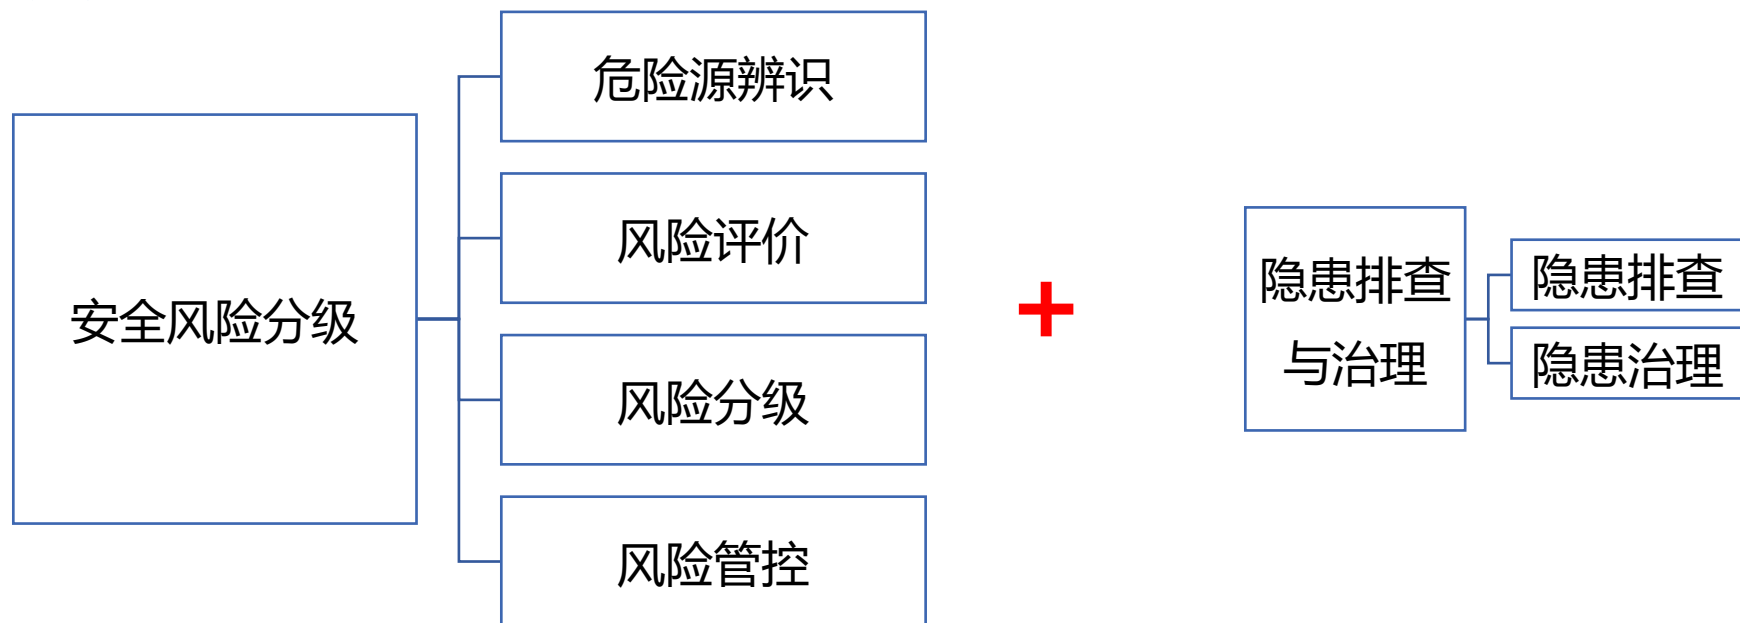 安全风险分级
危险源辨识
风险评价
风险分级
风险管控
+
隐患排查
与治理
隐患排查
隐患治理